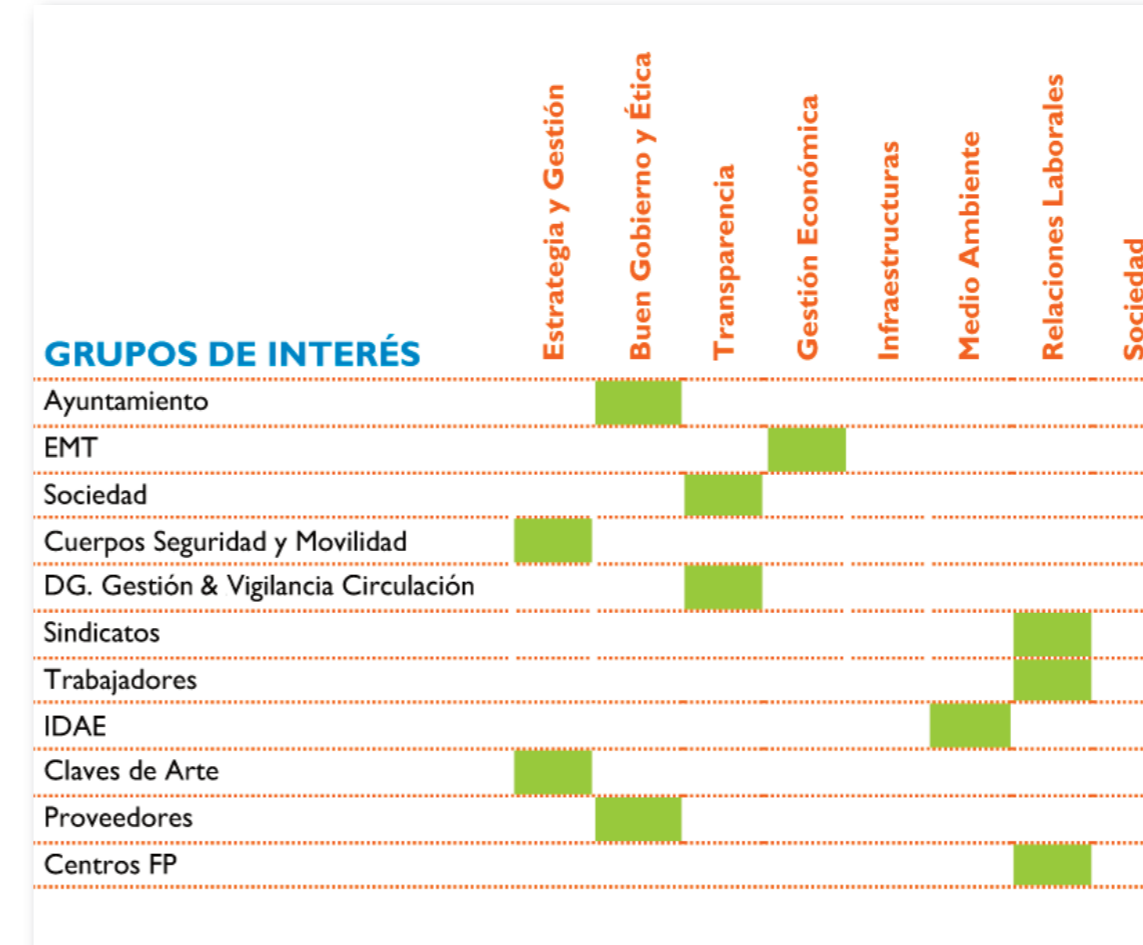 Estrategia y Gestión
Buen Gobierno y Ética
Transparencia
Gestión Económica
Infraestructuras
Medio Ambiente
Relaciones Laborales
Sociedad
GRUPOS DE INTERÉS
Ayuntamiento
EMT
Sociedad
Cuerpos Seguridad y Movilidad
DG. Gestión & Vigilancia Circulación
Sindicatos
Trabajadores
IDAE
Claves de Arte
Proveedores
Centros FP